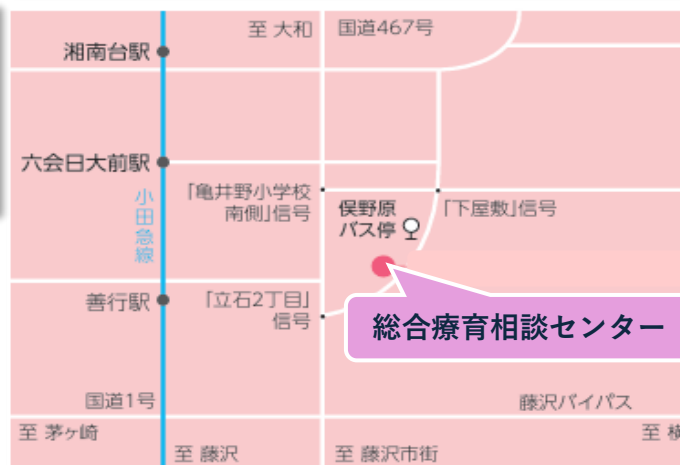 至 大和
国道467号
湘南台駅
六会日大前駅
小田急線
「亀井野小学校
南側」信号
俣野原
バス停
「下屋敷」信号
善行駅
「立石2丁目」
信号
総合療育相談センター
国道1号
藤沢バイパス
至 茅ヶ崎
至 藤沢
至 藤沢市街
至